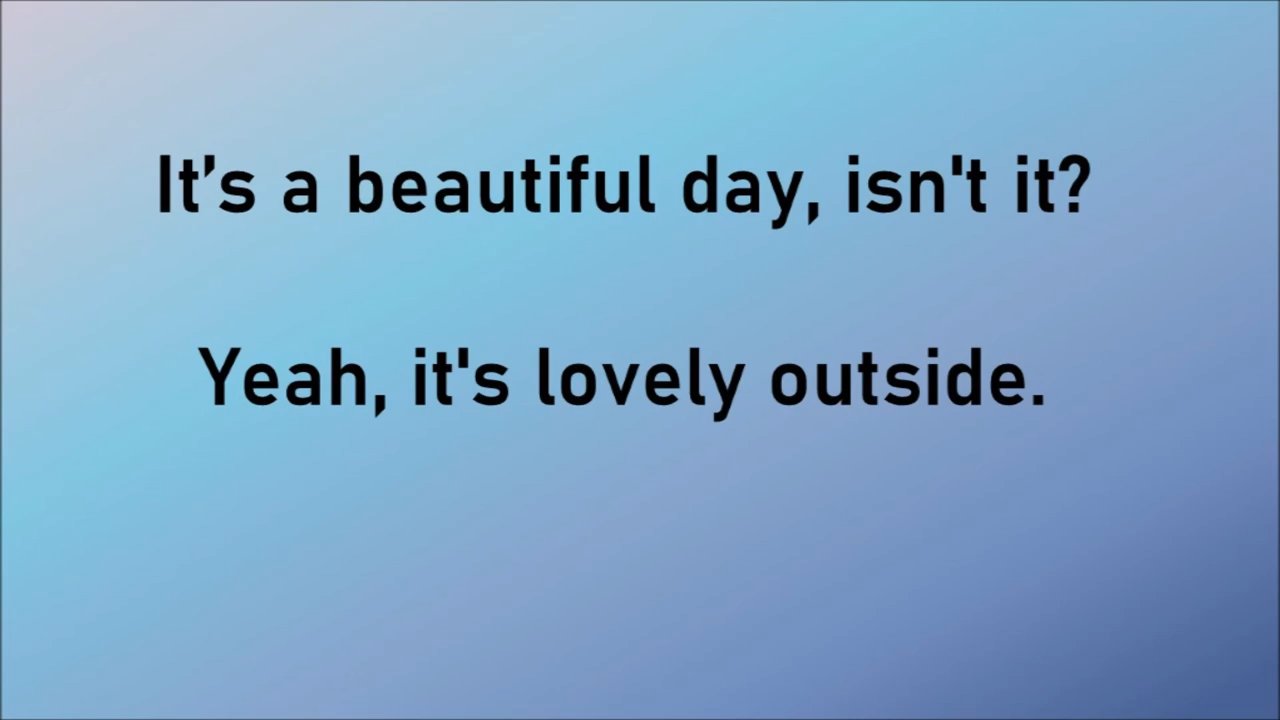 It’s a beautiful day, isn't it?
Yeah, it's lovely outside.